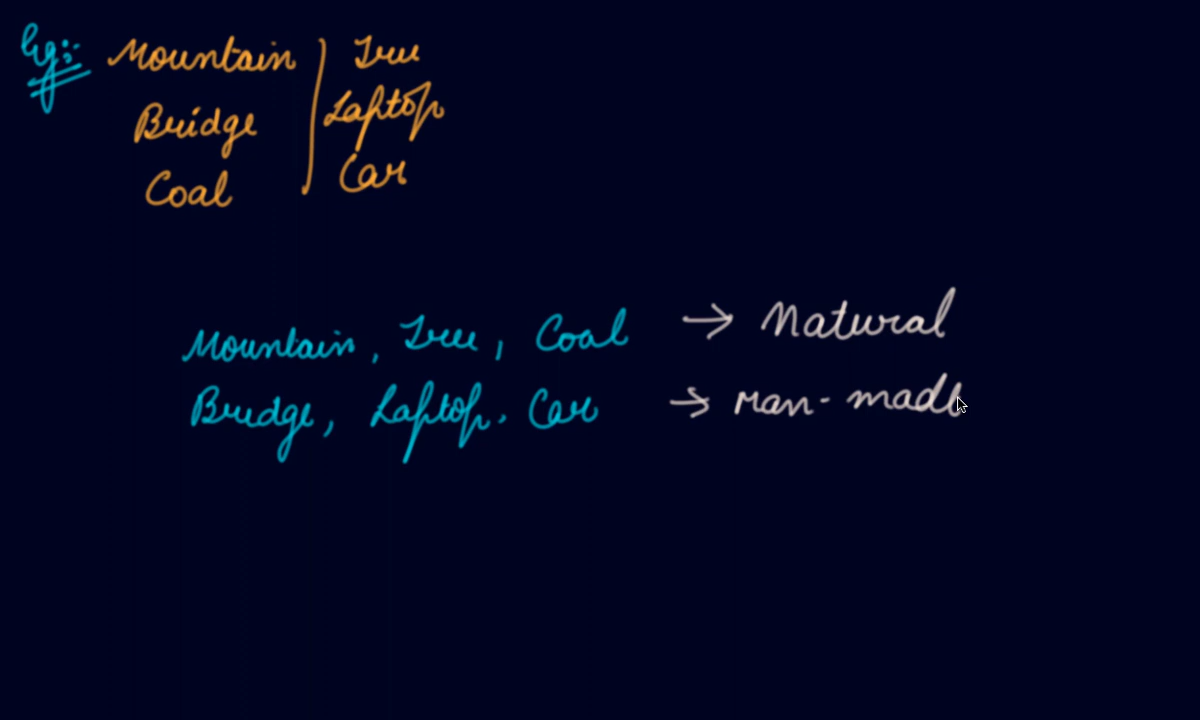 Eg:- Mountain Tree
Bridge Laptop
Coal Car
Mountain, Tree, Coal → Natural
Bridge, Laptop, Car → Man-made